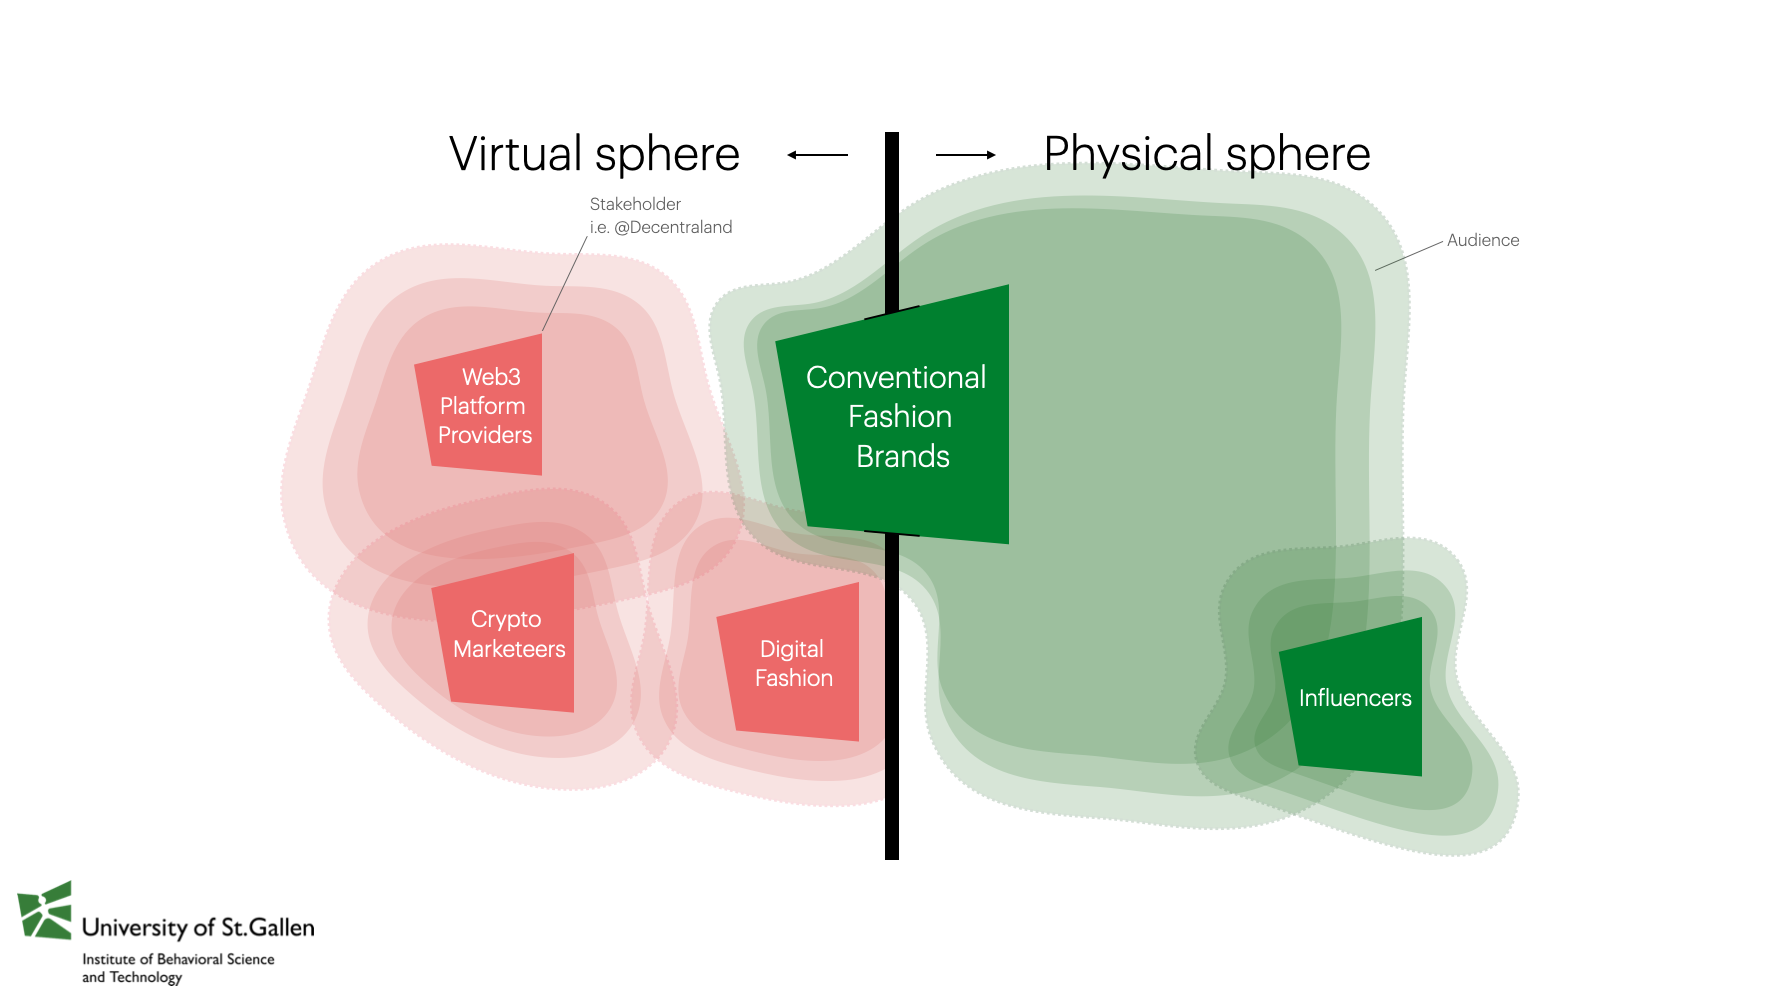 Virtual sphere
Physical sphere
Stakeholder
i.e. @Decentraland
Audience
Web3
Platform
Providers
Conventional
Fashion
Brands
Crypto
Marketeers
Digital
Fashion
Influencers
University of St.Gallen
Institute of Behavioral Science
and Technology